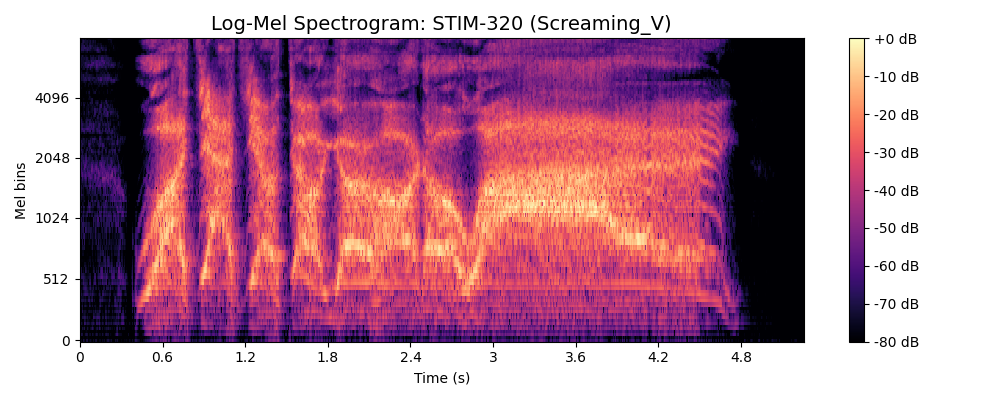 Log-Mel Spectrogram: STIM-320 (Screaming_V)
Mel bins
4096
2048
1024
512
0
0 0.6 1.2 1.8 2.4 3 3.6 4.2 4.8
Time (s)
+0 dB
-10 dB
-20 dB
-30 dB
-40 dB
-50 dB
-60 dB
-70 dB
-80 dB